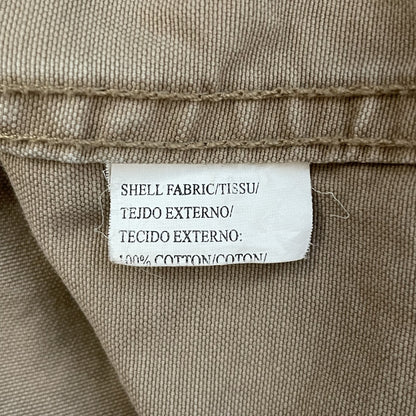 SHELL FABRIC/TISSU/
TEJDO EXTERNO/
TECIDO EXTERNO:
100% COTTON/COTON/